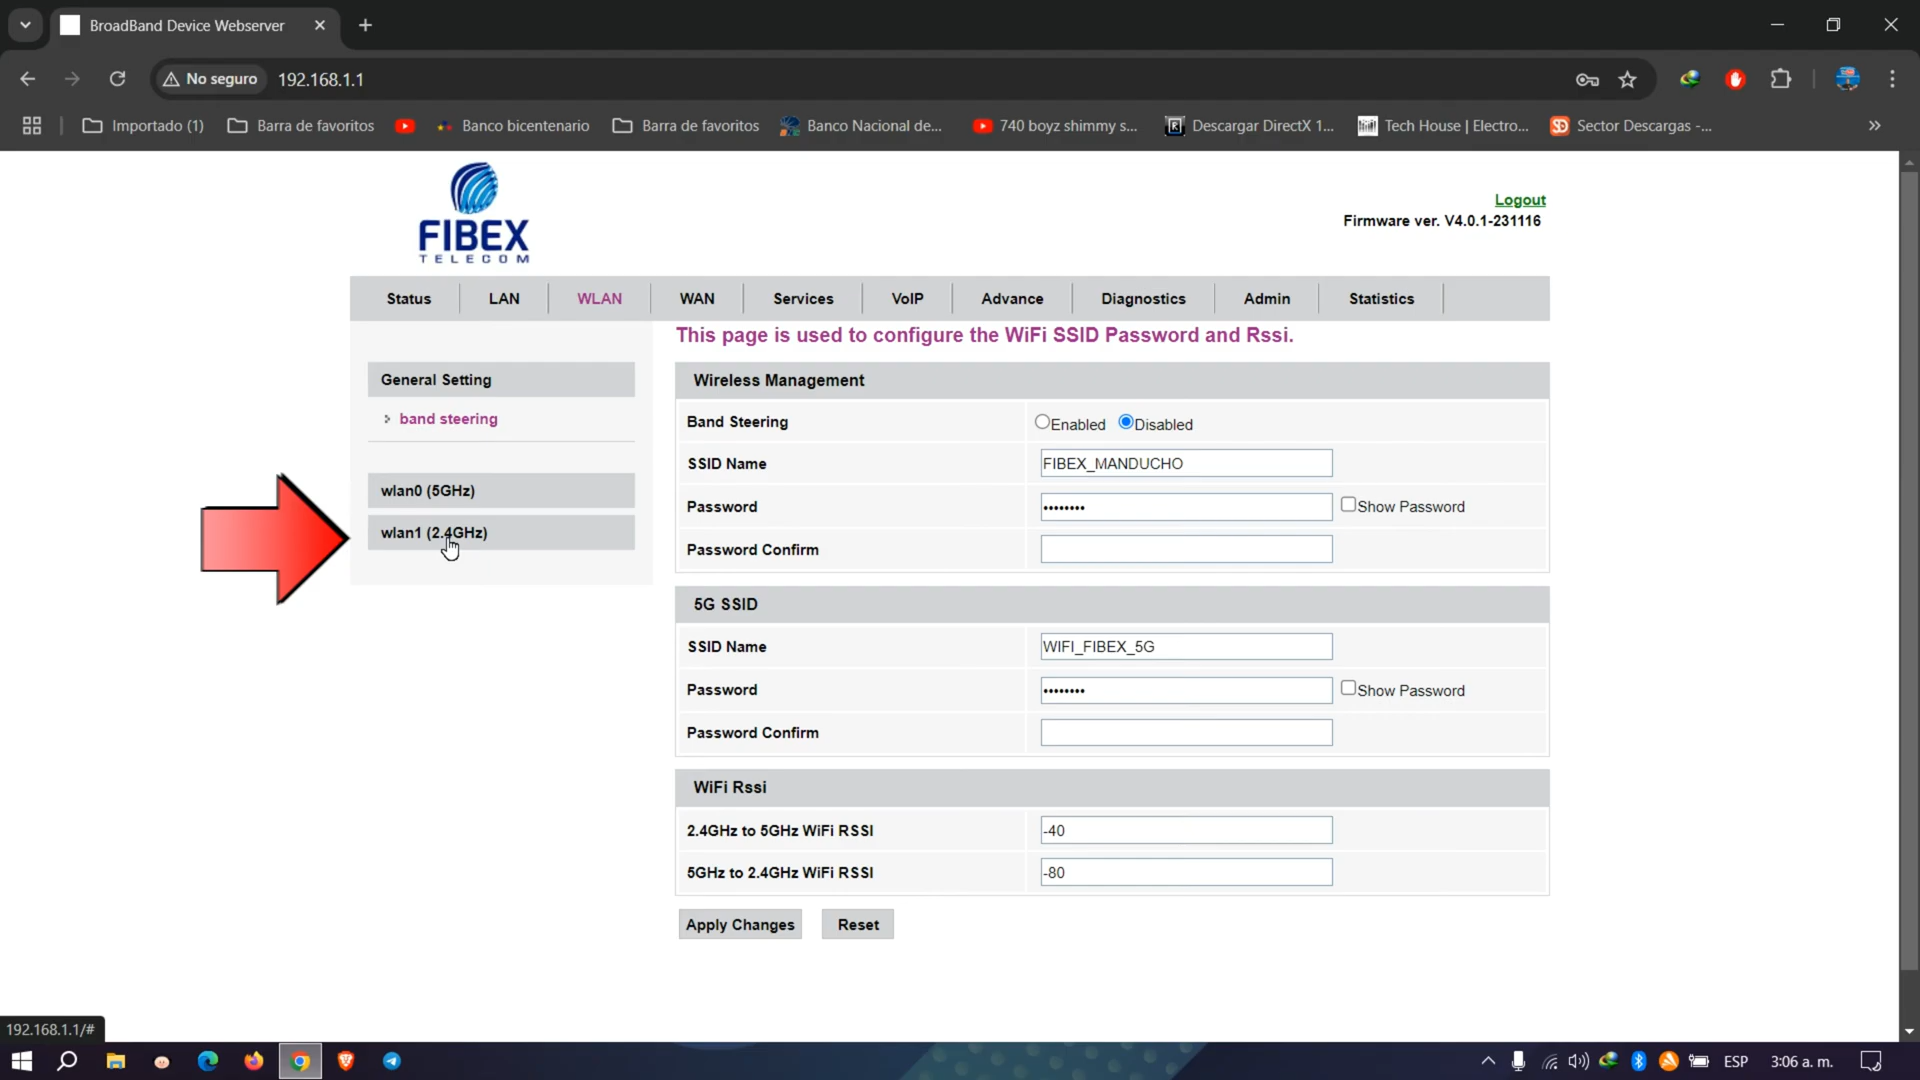 BroadBand Device Webserver
No seguro 192.168.1.1
Importado (1) Barra de favoritos Banco bicentenario Barra de favoritos Banco Nacional de... 740 boyz shimmy s... Descargar DirectX 1... Tech House | Electro... Sector Descargas -...
FIBEX
TELECOM
Logout
Firmware ver. V4.0.1-231116
Status LAN WLAN WAN Services VoIP Advance Diagnostics Admin Statistics
This page is used to configure the WiFi SSID Password and Rssi.
General Setting
band steering
wlan0 (5GHz)
wlan1 (2.4GHz)
Wireless Management
Band Steering Enabled Disabled
SSID Name FIBEX_MANDUCHO
Password •••••••• Show Password
Password Confirm
5G SSID
SSID Name WIFI_FIBEX_5G
Password •••••••• Show Password
Password Confirm
WiFi Rssi
2.4GHz to 5GHz WiFi RSSI -40
5GHz to 2.4GHz WiFi RSSI -80
Apply Changes Reset
192.168.1.1/#
ESP 3:06 a. m.